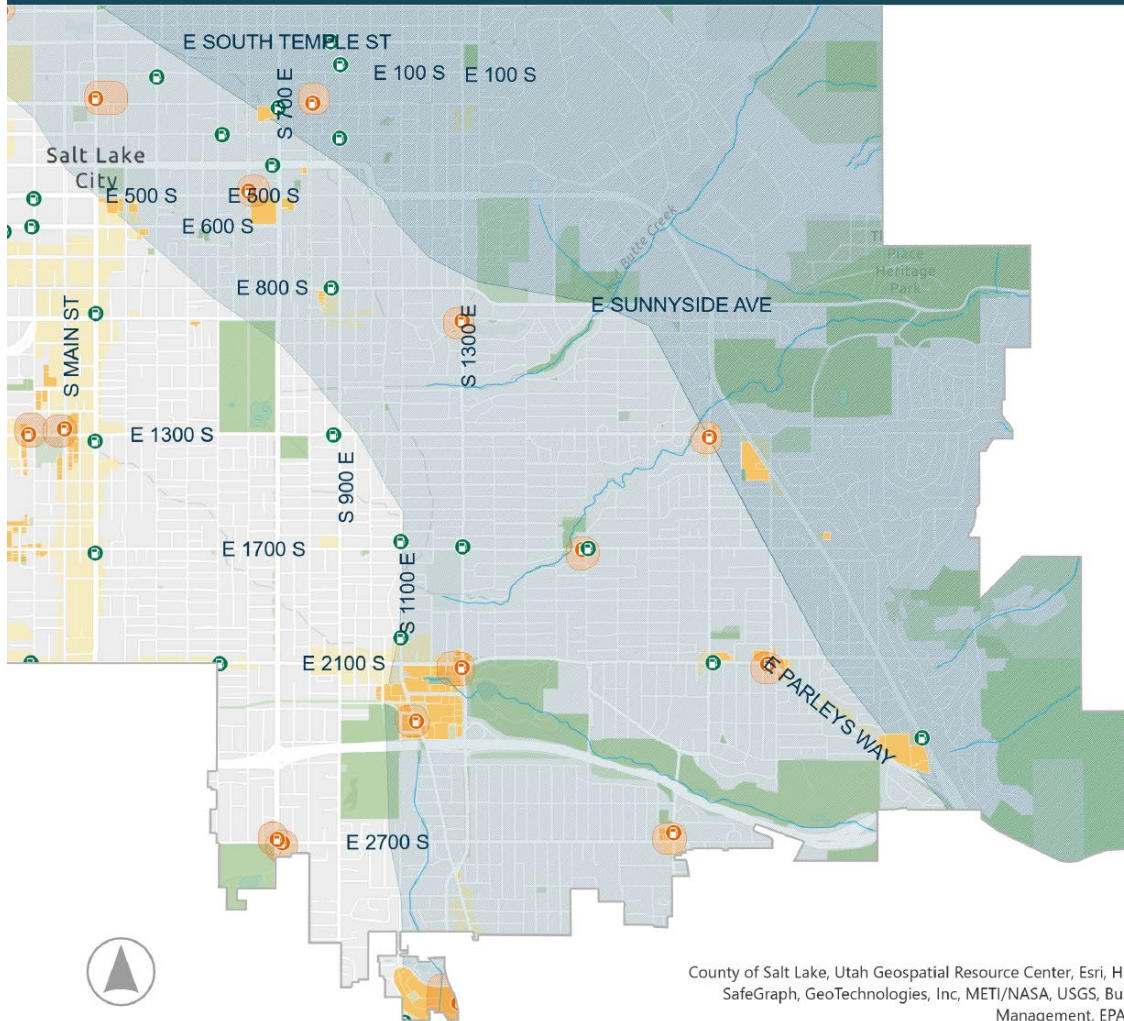 E SOUTH TEMPLE ST
E 100 S
E 100 S
S 700 E
Salt Lake
City
E 500 S
E 500 S
E 600 S
Butte Creek
Place
Heritage
Park
E 800 S
E SUNNYSIDE AVE
S MAIN ST
S 1300 E
E 1300 S
S 900 E
E 1700 S
S 1100 E
E 2100 S
E PARLEYS WAY
E 2700 S
County of Salt Lake, Utah Geospatial Resource Center, Esri, H
SafeGraph, GeoTechnologies, Inc, METI/NASA, USGS, Bu
Management, EPA